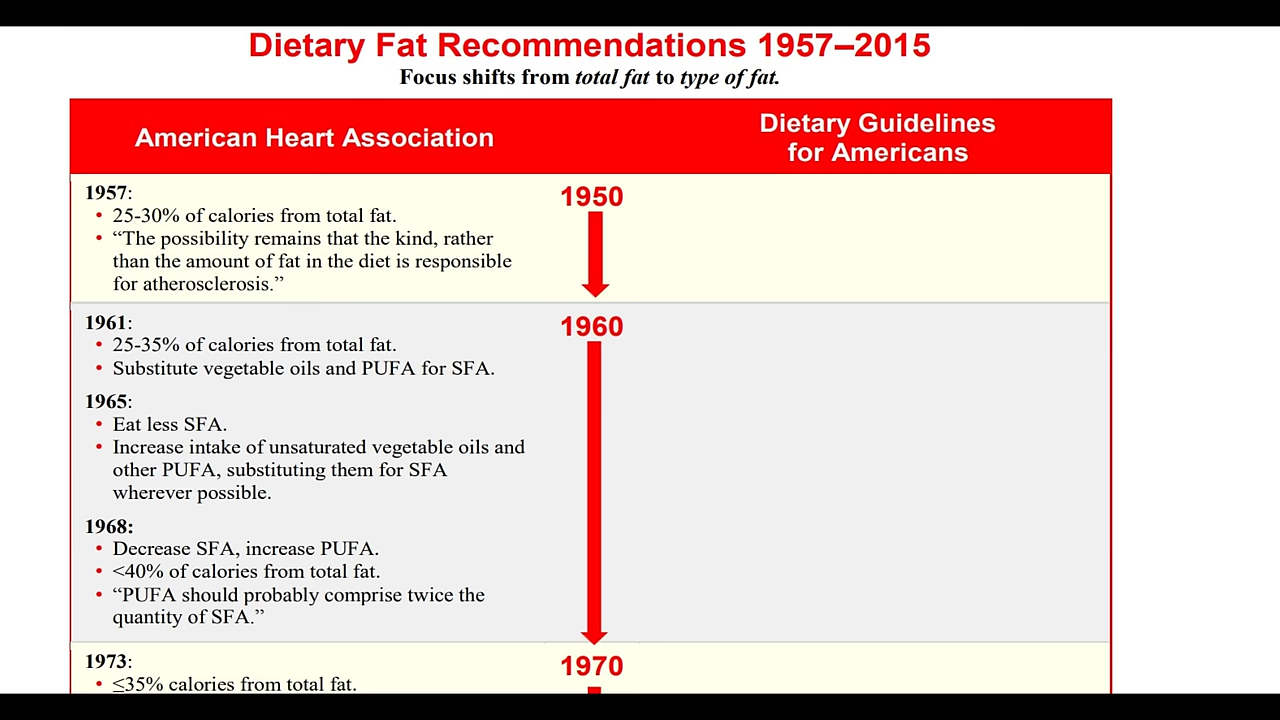 Dietary Fat Recommendations 1957–2015
Focus shifts from total fat to type of fat.
American Heart Association
Dietary Guidelines
for Americans
1957:
• 25-30% of calories from total fat.
• “The possibility remains that the kind, rather
than the amount of fat in the diet is responsible
for atherosclerosis.”
1950
1961:
• 25-35% of calories from total fat.
• Substitute vegetable oils and PUFA for SFA.
1965:
• Eat less SFA.
• Increase intake of unsaturated vegetable oils and
other PUFA, substituting them for SFA
wherever possible.
1968:
• Decrease SFA, increase PUFA.
• <40% of calories from total fat.
• “PUFA should probably comprise twice the
quantity of SFA.”
1960
1973:
• ≤35% calories from total fat.
1970